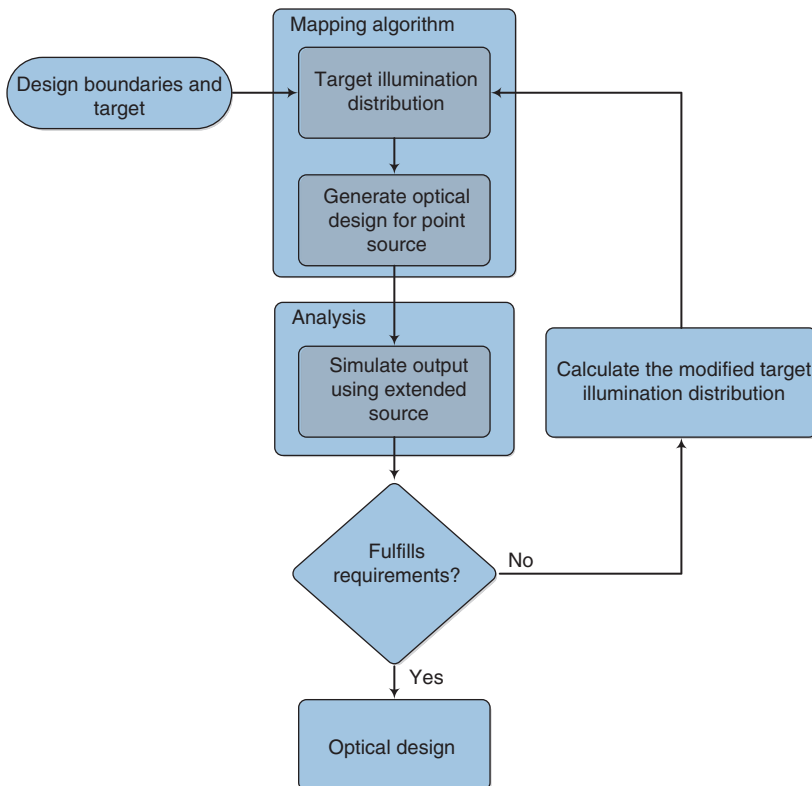 Mapping algorithm
Design boundaries and
target
Target illumination
distribution
Generate optical
design for point
source
Analysis
Simulate output
using extended
source
Calculate the modified target
illumination distribution
Fulfills
requirements?
No
Yes
Optical design